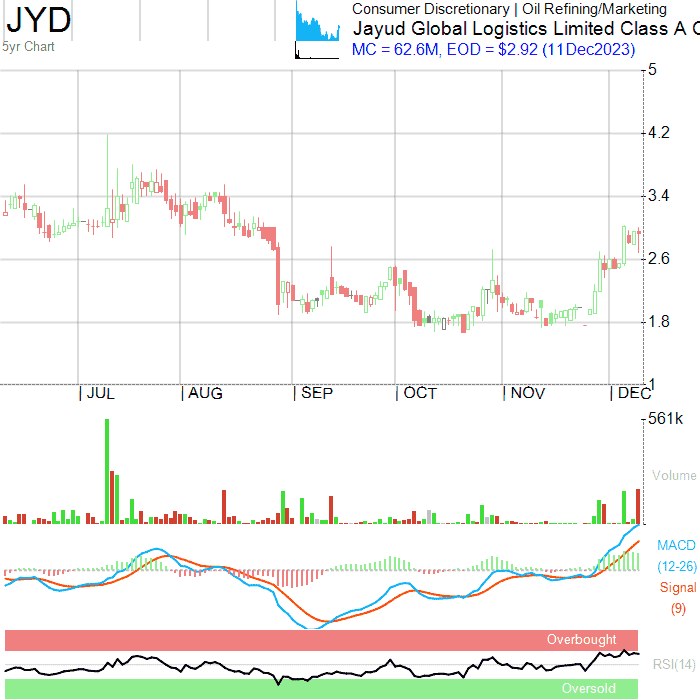 JYD
5yr Chart
Consumer Discretionary | Oil Refining/Marketing
Jayud Global Logistics Limited Class A O
MC = 62.6M, EOD = $2.92 (11Dec2023)
5
4.2
3.4
2.6
1.8
1
JUL AUG SEP OCT NOV DEC
561k
Volume
MACD
(12-26)
Signal
(9)
Overbought
RSI(14)
Oversold